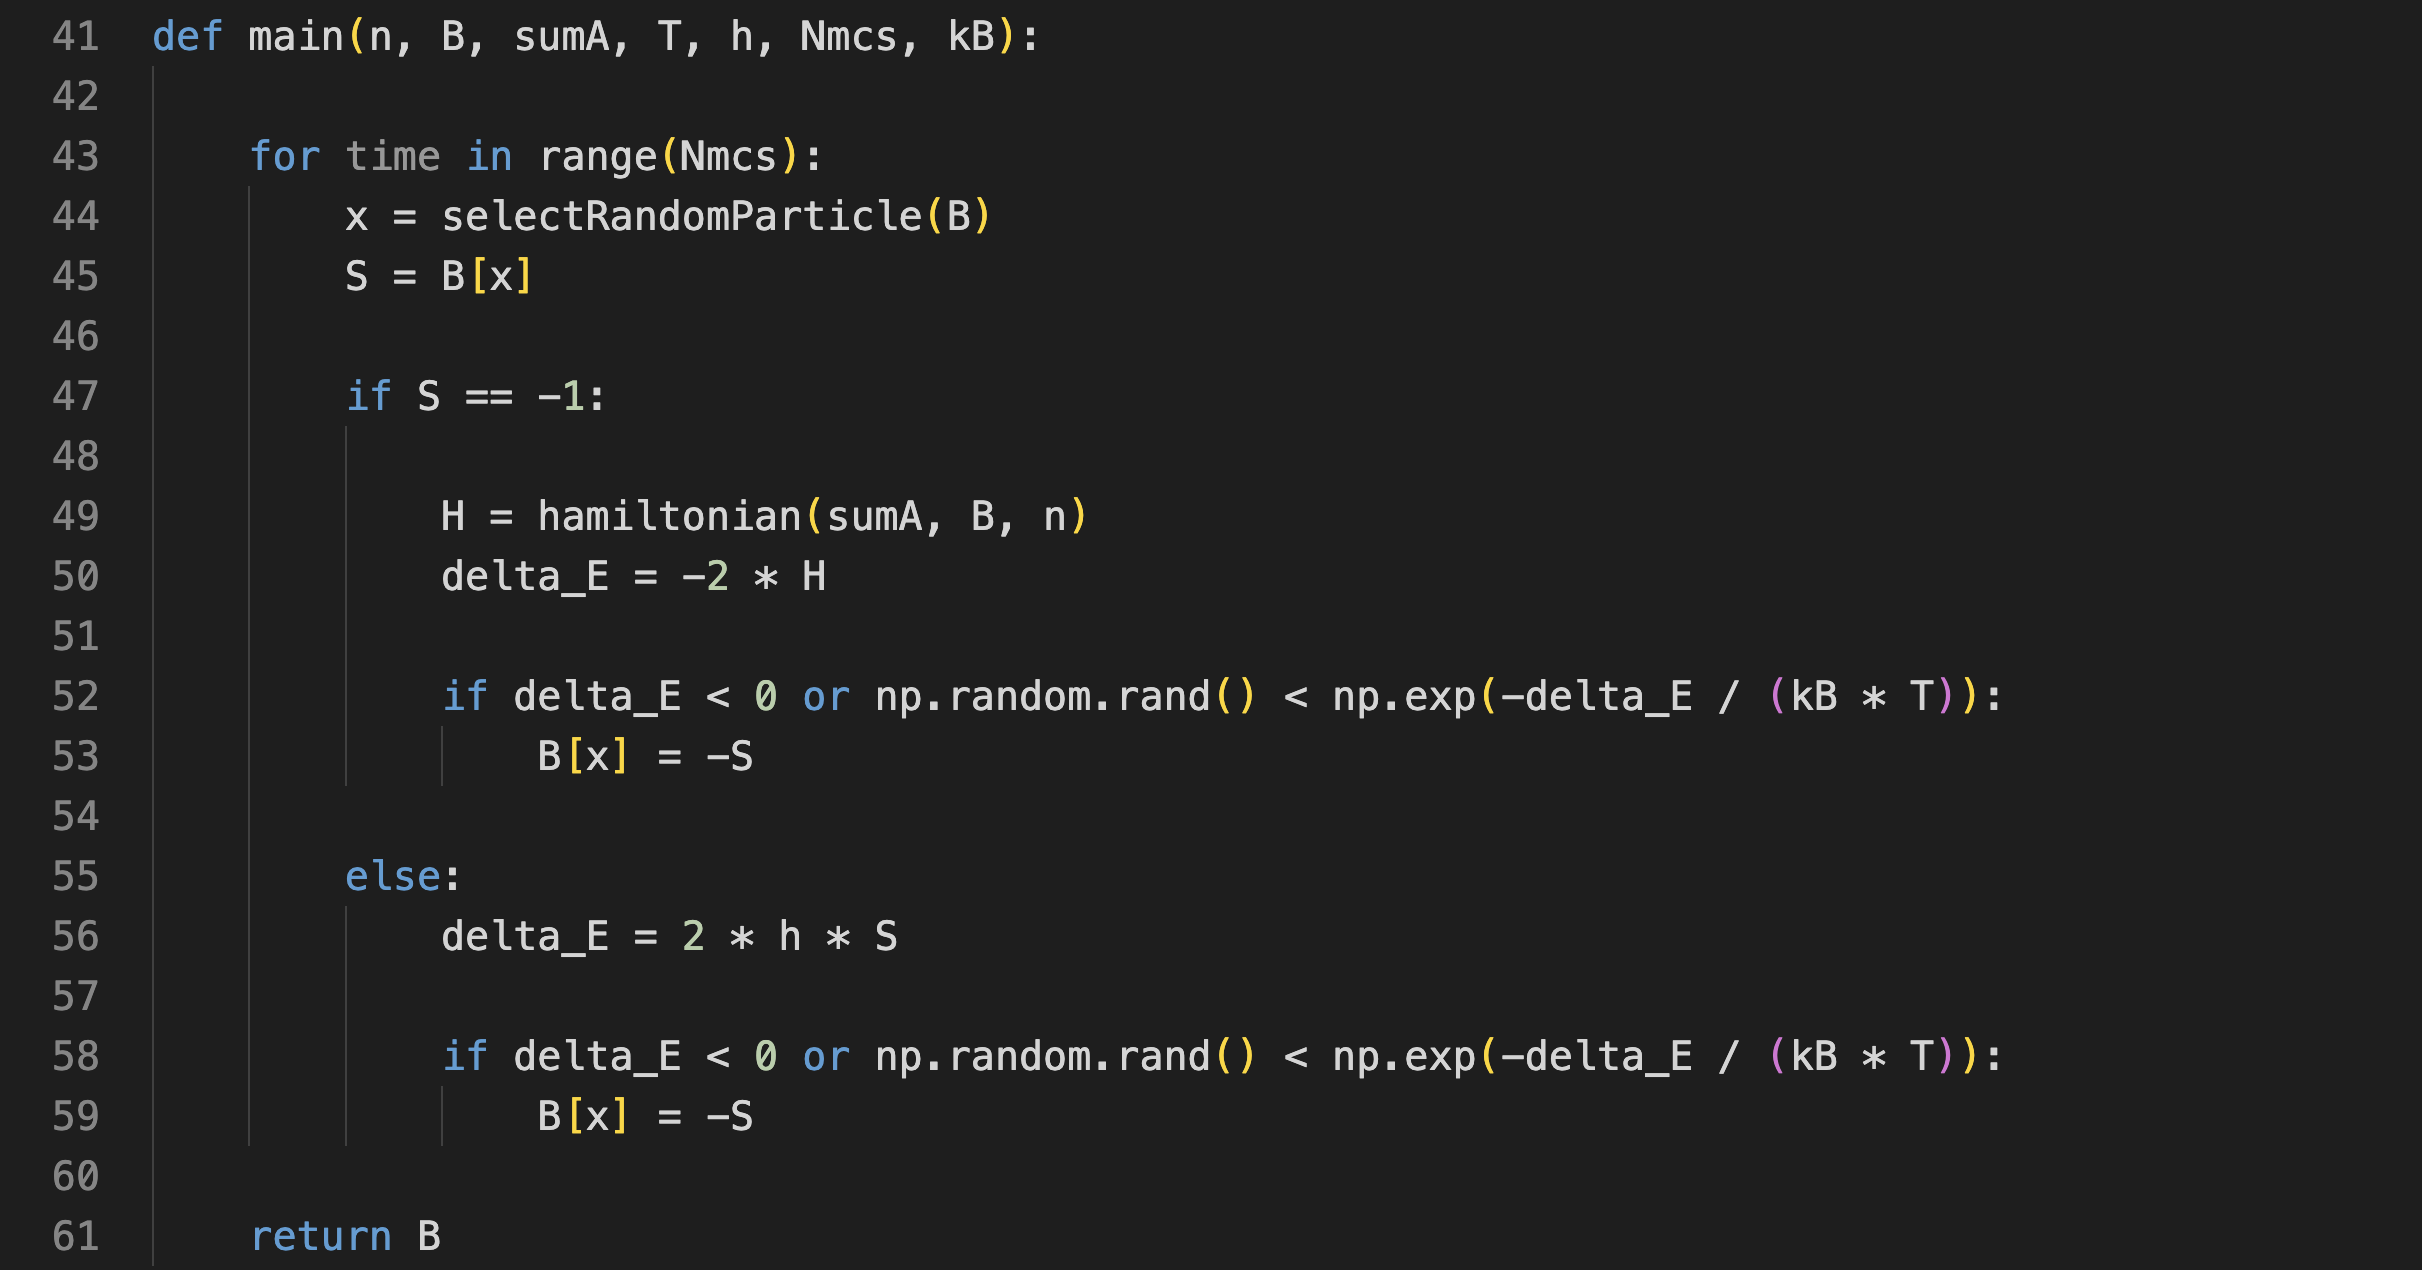 41 def main(n, B, sumA, T, h, Nmcs, kB):
42
43     for time in range(Nmcs):
44         x = selectRandomParticle(B)
45         S = B[x]
46
47         if S == -1:
48
49             H = hamiltonian(sumA, B, n)
50             delta_E = -2 * H
51
52             if delta_E < 0 or np.random.rand() < np.exp(-delta_E / (kB * T)):
53                 B[x] = -S
54
55         else:
56             delta_E = 2 * h * S
57
58             if delta_E < 0 or np.random.rand() < np.exp(-delta_E / (kB * T)):
59                 B[x] = -S
60
61     return B